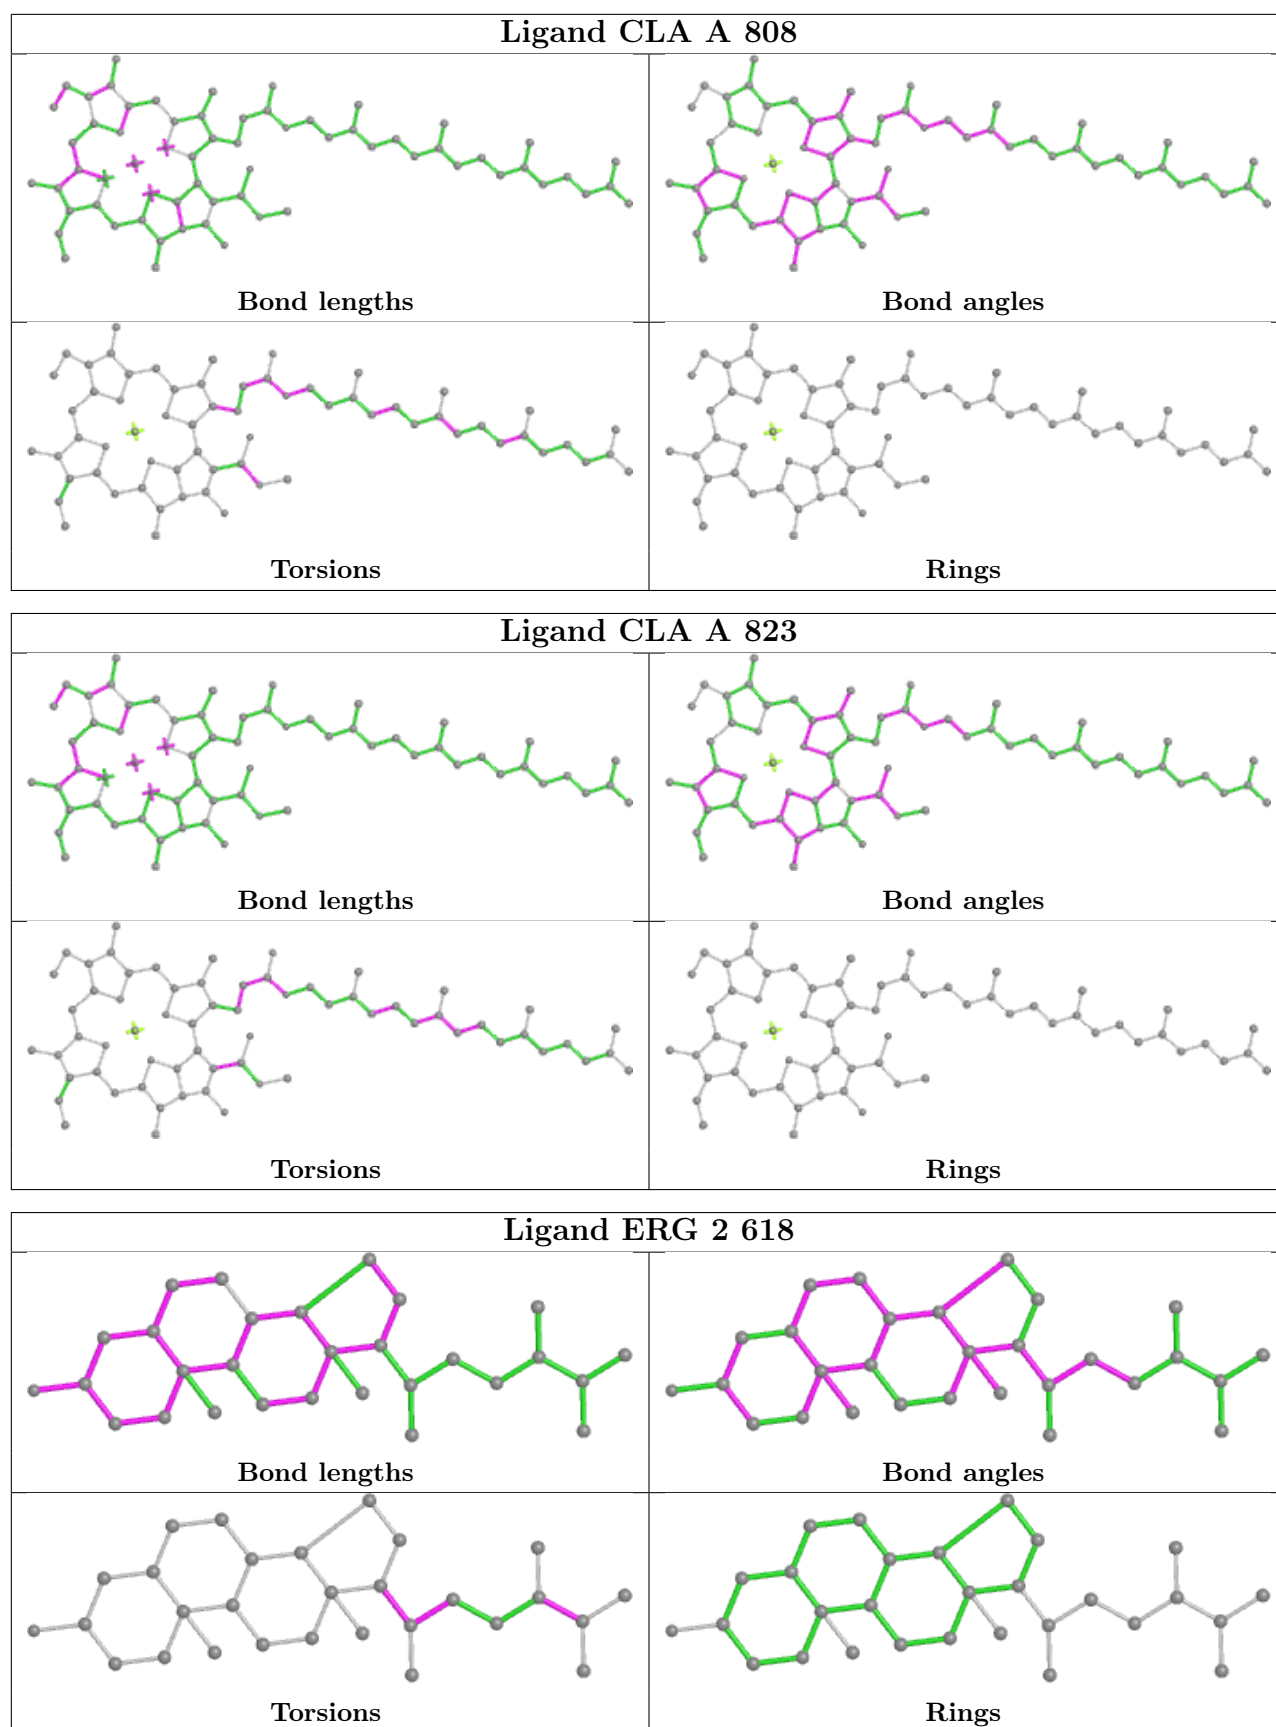 Ligand CLA A 808
Bond lengths
Bond angles
Torsions
Rings
Ligand CLA A 823
Bond lengths
Bond angles
Torsions
Rings
Ligand ERG 2 618
Bond lengths
Bond angles
Torsions
Rings